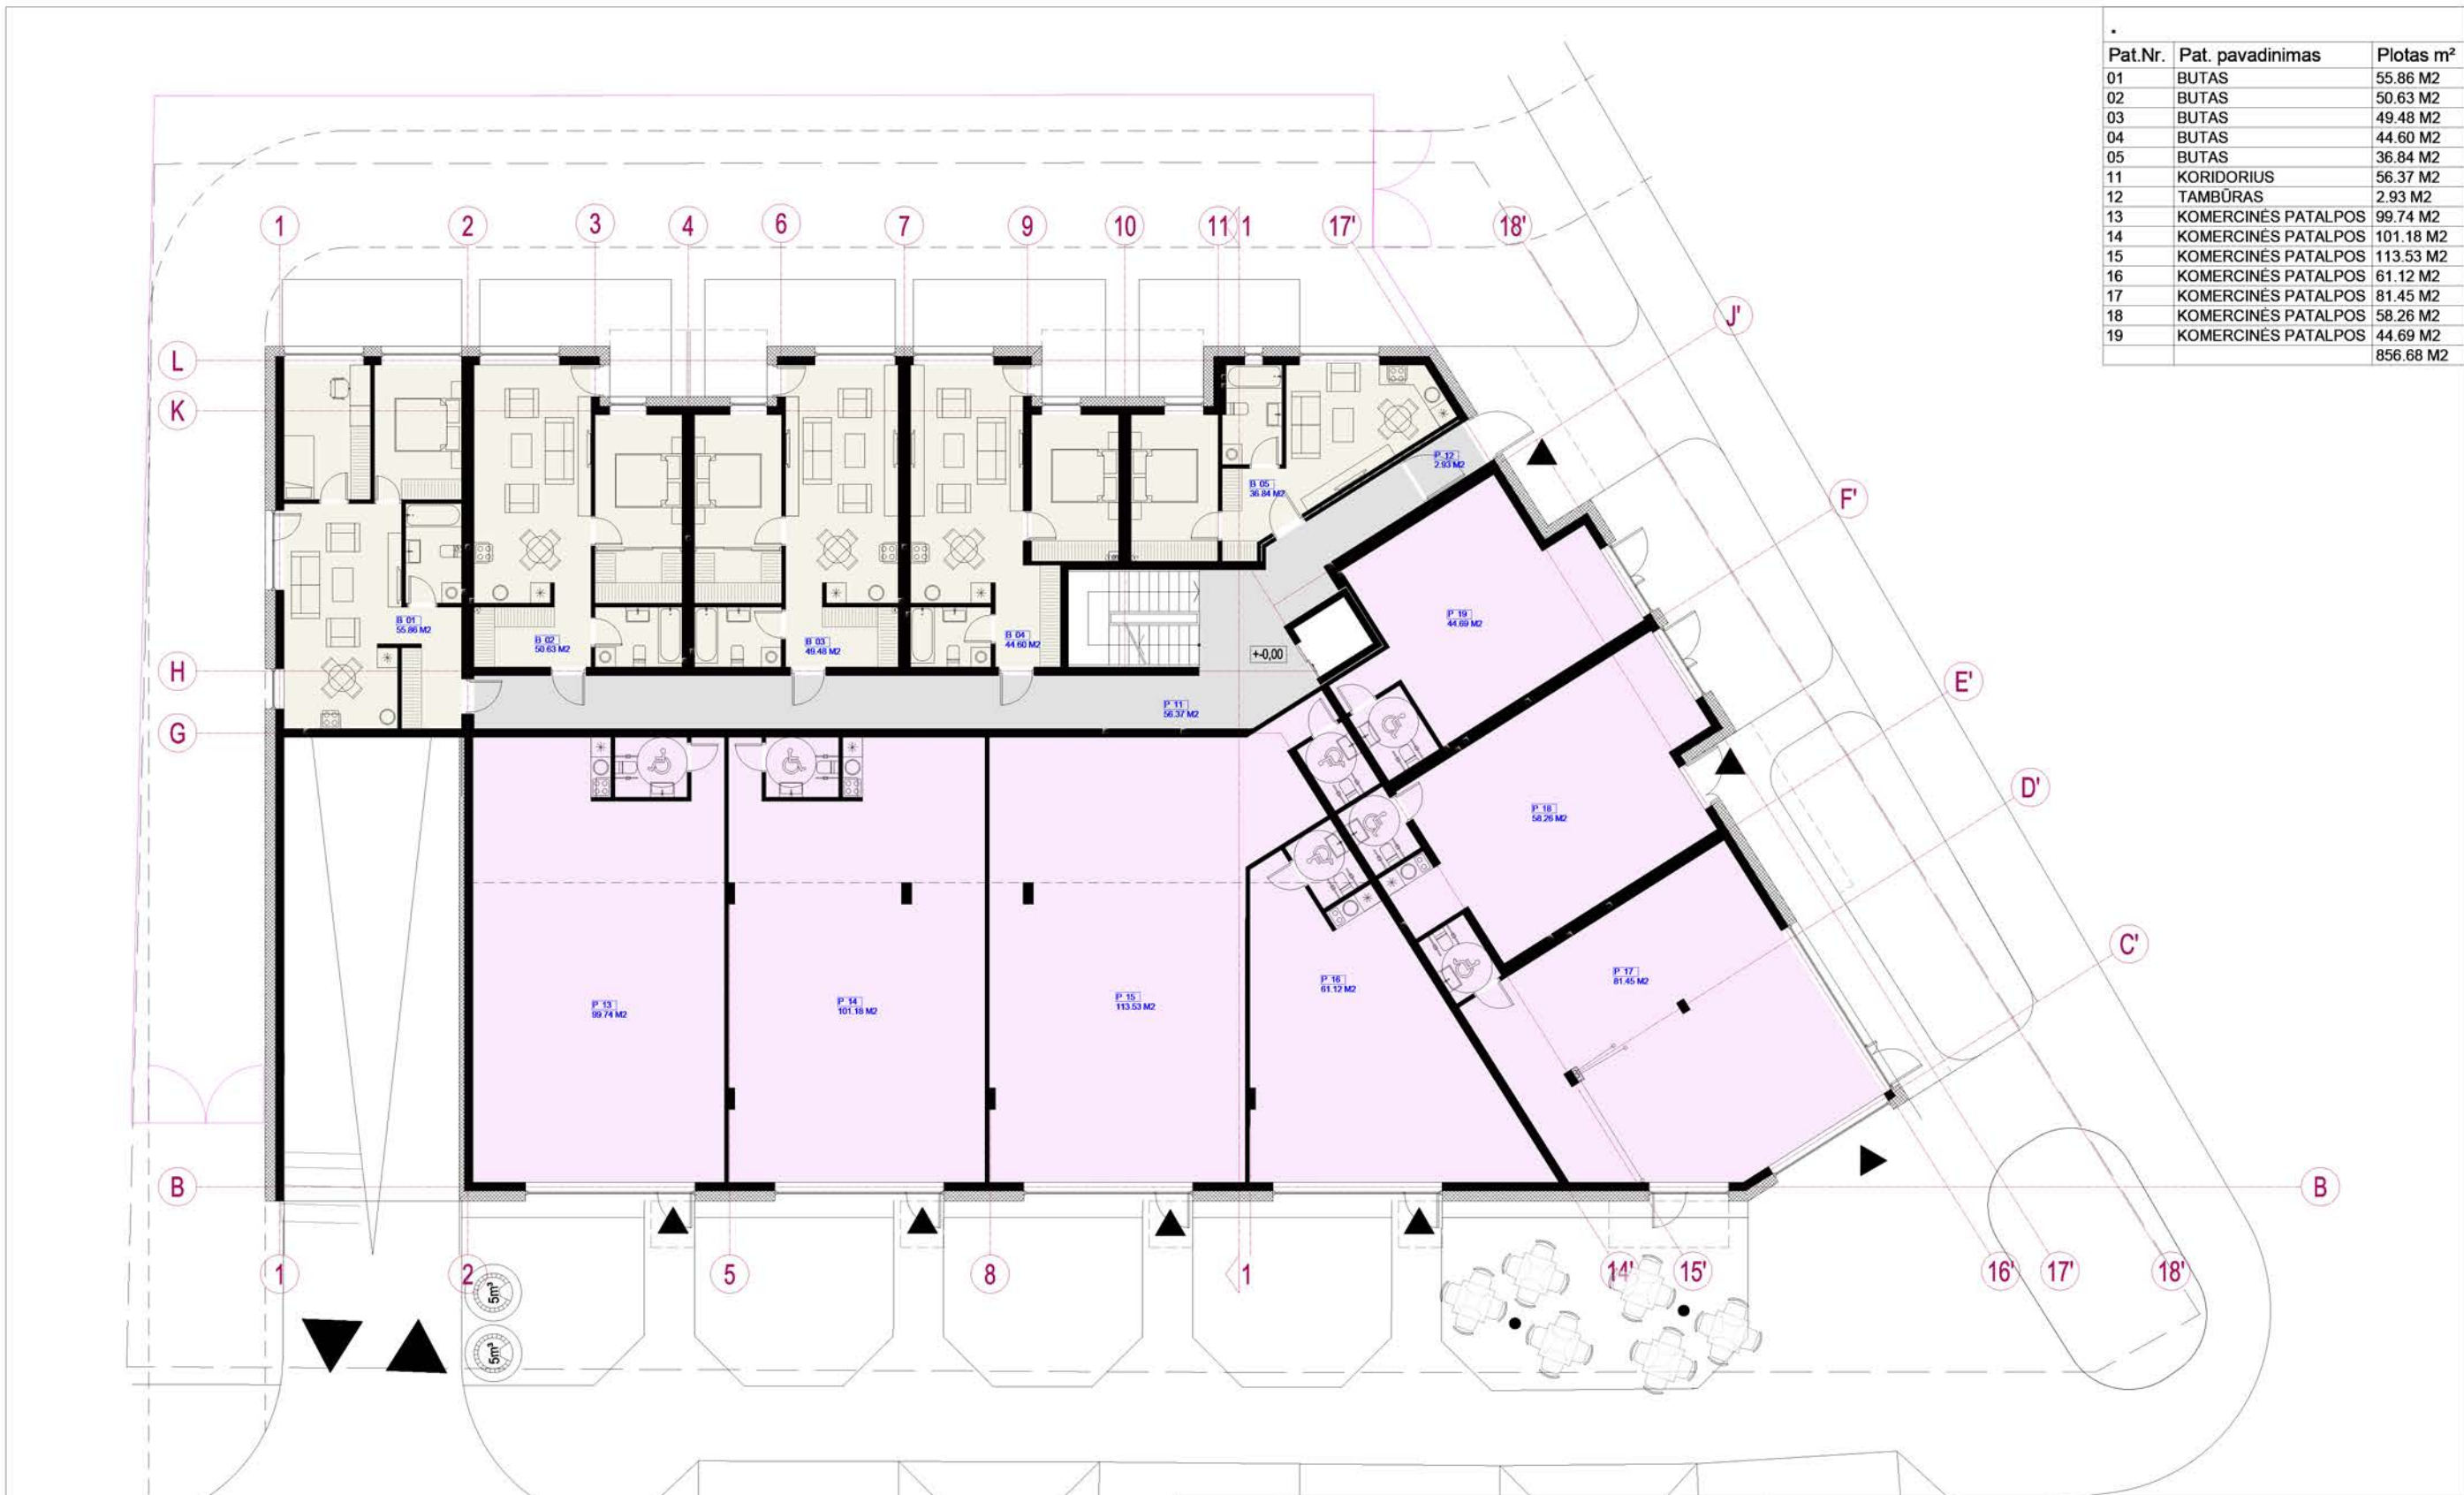 .
Pat.Nr. Pat. pavadinimas Plotas m²
01 BUTAS 55.86 M2
02 BUTAS 50.63 M2
03 BUTAS 49.48 M2
04 BUTAS 44.60 M2
05 BUTAS 36.84 M2
11 KORIDORIUS 56.37 M2
12 TAMBŪRAS 2.93 M2
13 KOMERCINĖS PATALPOS 99.74 M2
14 KOMERCINĖS PATALPOS 101.18 M2
15 KOMERCINĖS PATALPOS 113.53 M2
16 KOMERCINĖS PATALPOS 61.12 M2
17 KOMERCINĖS PATALPOS 81.45 M2
18 KOMERCINĖS PATALPOS 58.26 M2
19 KOMERCINĖS PATALPOS 44.69 M2
856.68 M2
1 2 3 4 6 7 9 10 11 1 17' 18'
J'
L
K
P 12
2.93 M2
B 05
36.84 M2
F'
P 19
44.69 M2
B 01
55.86 M2
B 02
50.63 M2
B 03
49.48 M2
B 04
44.60 M2
+-0,00
H
E'
P 11
56.37 M2
G
D'
P 18
58.26 M2
C'
P 13
99.74 M2
P 14
101.18 M2
P 15
113.53 M2
P 16
61.12 M2
P 17
81.45 M2
B
B
1 2 5 8 1 14' 15' 16' 17' 18'
5m³
5m³